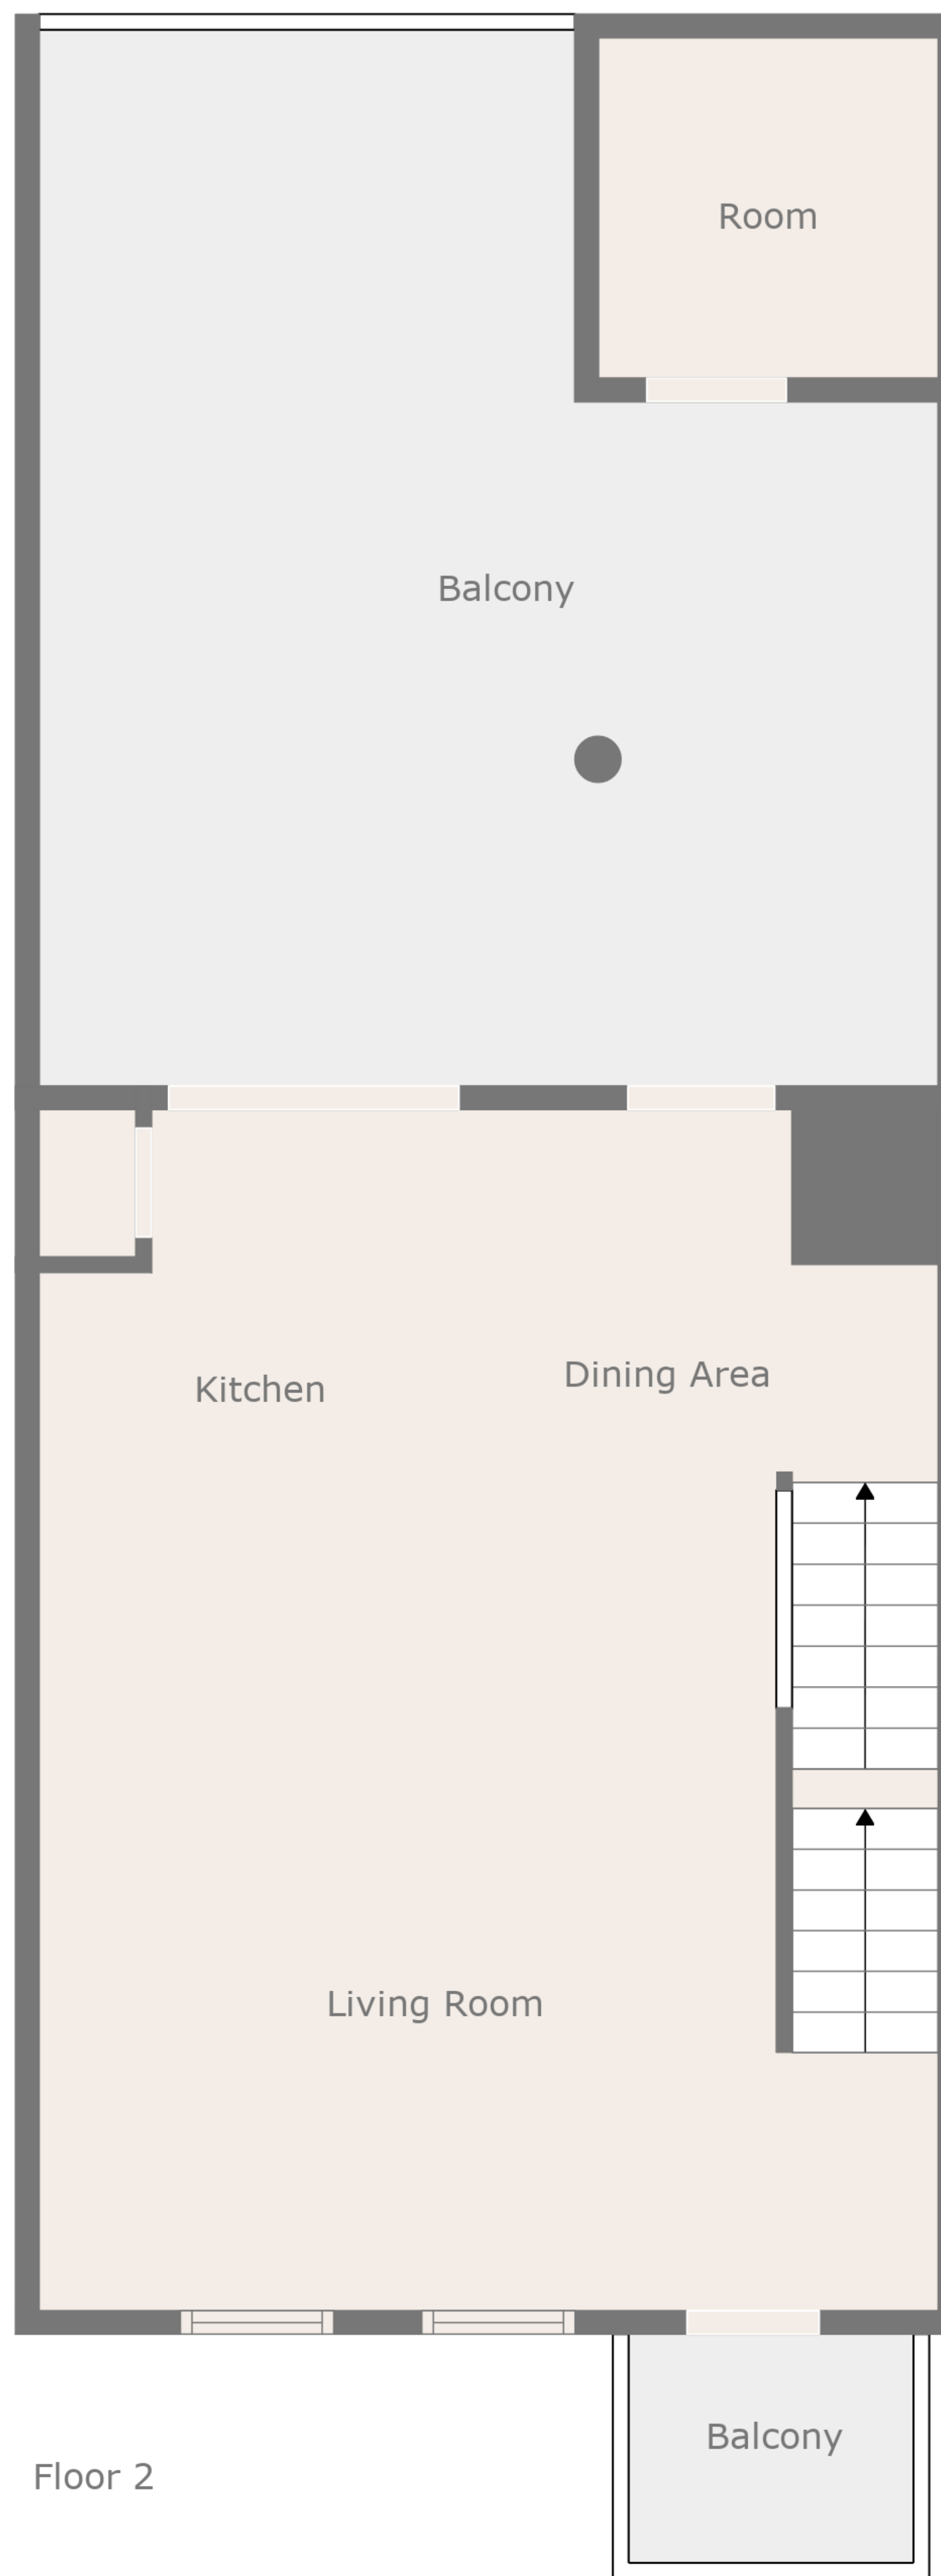 Room
Balcony
Kitchen
Dining Area
Living Room
Balcony
Floor 2